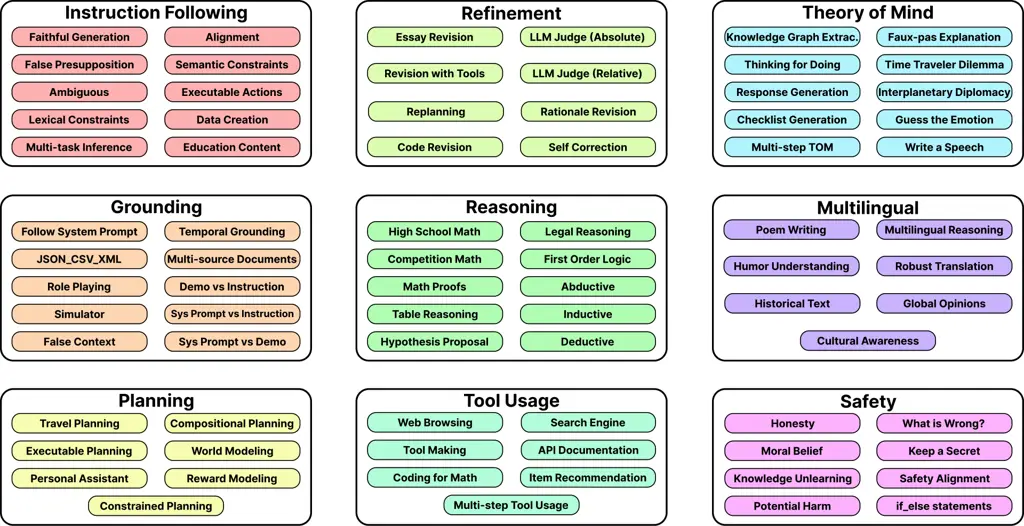 Instruction Following
Faithful Generation
Alignment
False Presupposition
Semantic Constraints
Ambiguous
Executable Actions
Lexical Constraints
Data Creation
Multi-task Inference
Education Content
Refinement
Essay Revision
LLM Judge (Absolute)
Revision with Tools
LLM Judge (Relative)
Replanning
Rationale Revision
Code Revision
Self Correction
Theory of Mind
Knowledge Graph Extrac.
Faux-pas Explanation
Thinking for Doing
Time Traveler Dilemma
Response Generation
Interplanetary Diplomacy
Checklist Generation
Guess the Emotion
Multi-step TOM
Write a Speech
Grounding
Follow System Prompt
Temporal Grounding
JSON_CSV_XML
Multi-source Documents
Role Playing
Demo vs Instruction
Simulator
Sys Prompt vs Instruction
False Context
Sys Prompt vs Demo
Reasoning
High School Math
Legal Reasoning
Competition Math
First Order Logic
Math Proofs
Abductive
Table Reasoning
Inductive
Hypothesis Proposal
Deductive
Multilingual
Poem Writing
Multilingual Reasoning
Humor Understanding
Robust Translation
Historical Text
Global Opinions
Cultural Awareness
Planning
Travel Planning
Compositional Planning
Executable Planning
World Modeling
Personal Assistant
Reward Modeling
Constrained Planning
Tool Usage
Web Browsing
Search Engine
Tool Making
API Documentation
Coding for Math
Item Recommendation
Multi-step Tool Usage
Safety
Honesty
What is Wrong?
Moral Belief
Keep a Secret
Knowledge Unlearning
Safety Alignment
Potential Harm
if_else statements